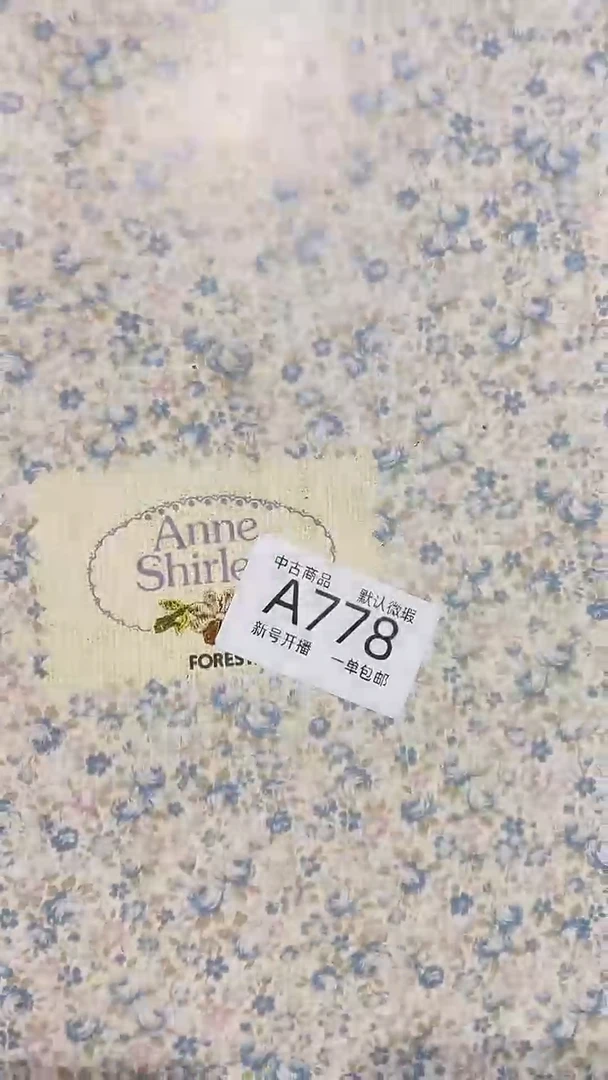 Anne
Shirle
FOREST
中古商品 默认微瑕
A778
新号开播 一单包邮